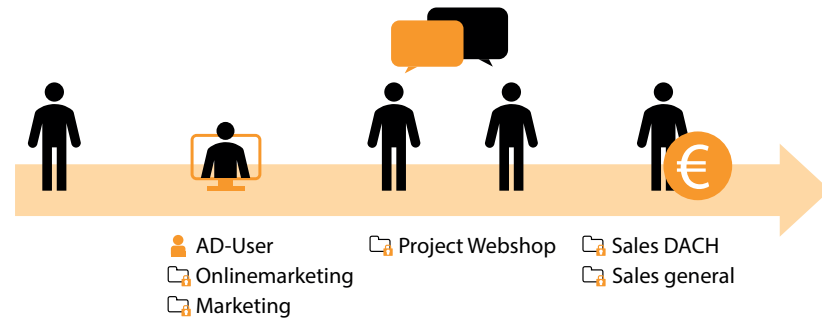 €
AD-User
Onlinemarketing
Marketing
Project Webshop
Sales DACH
Sales general